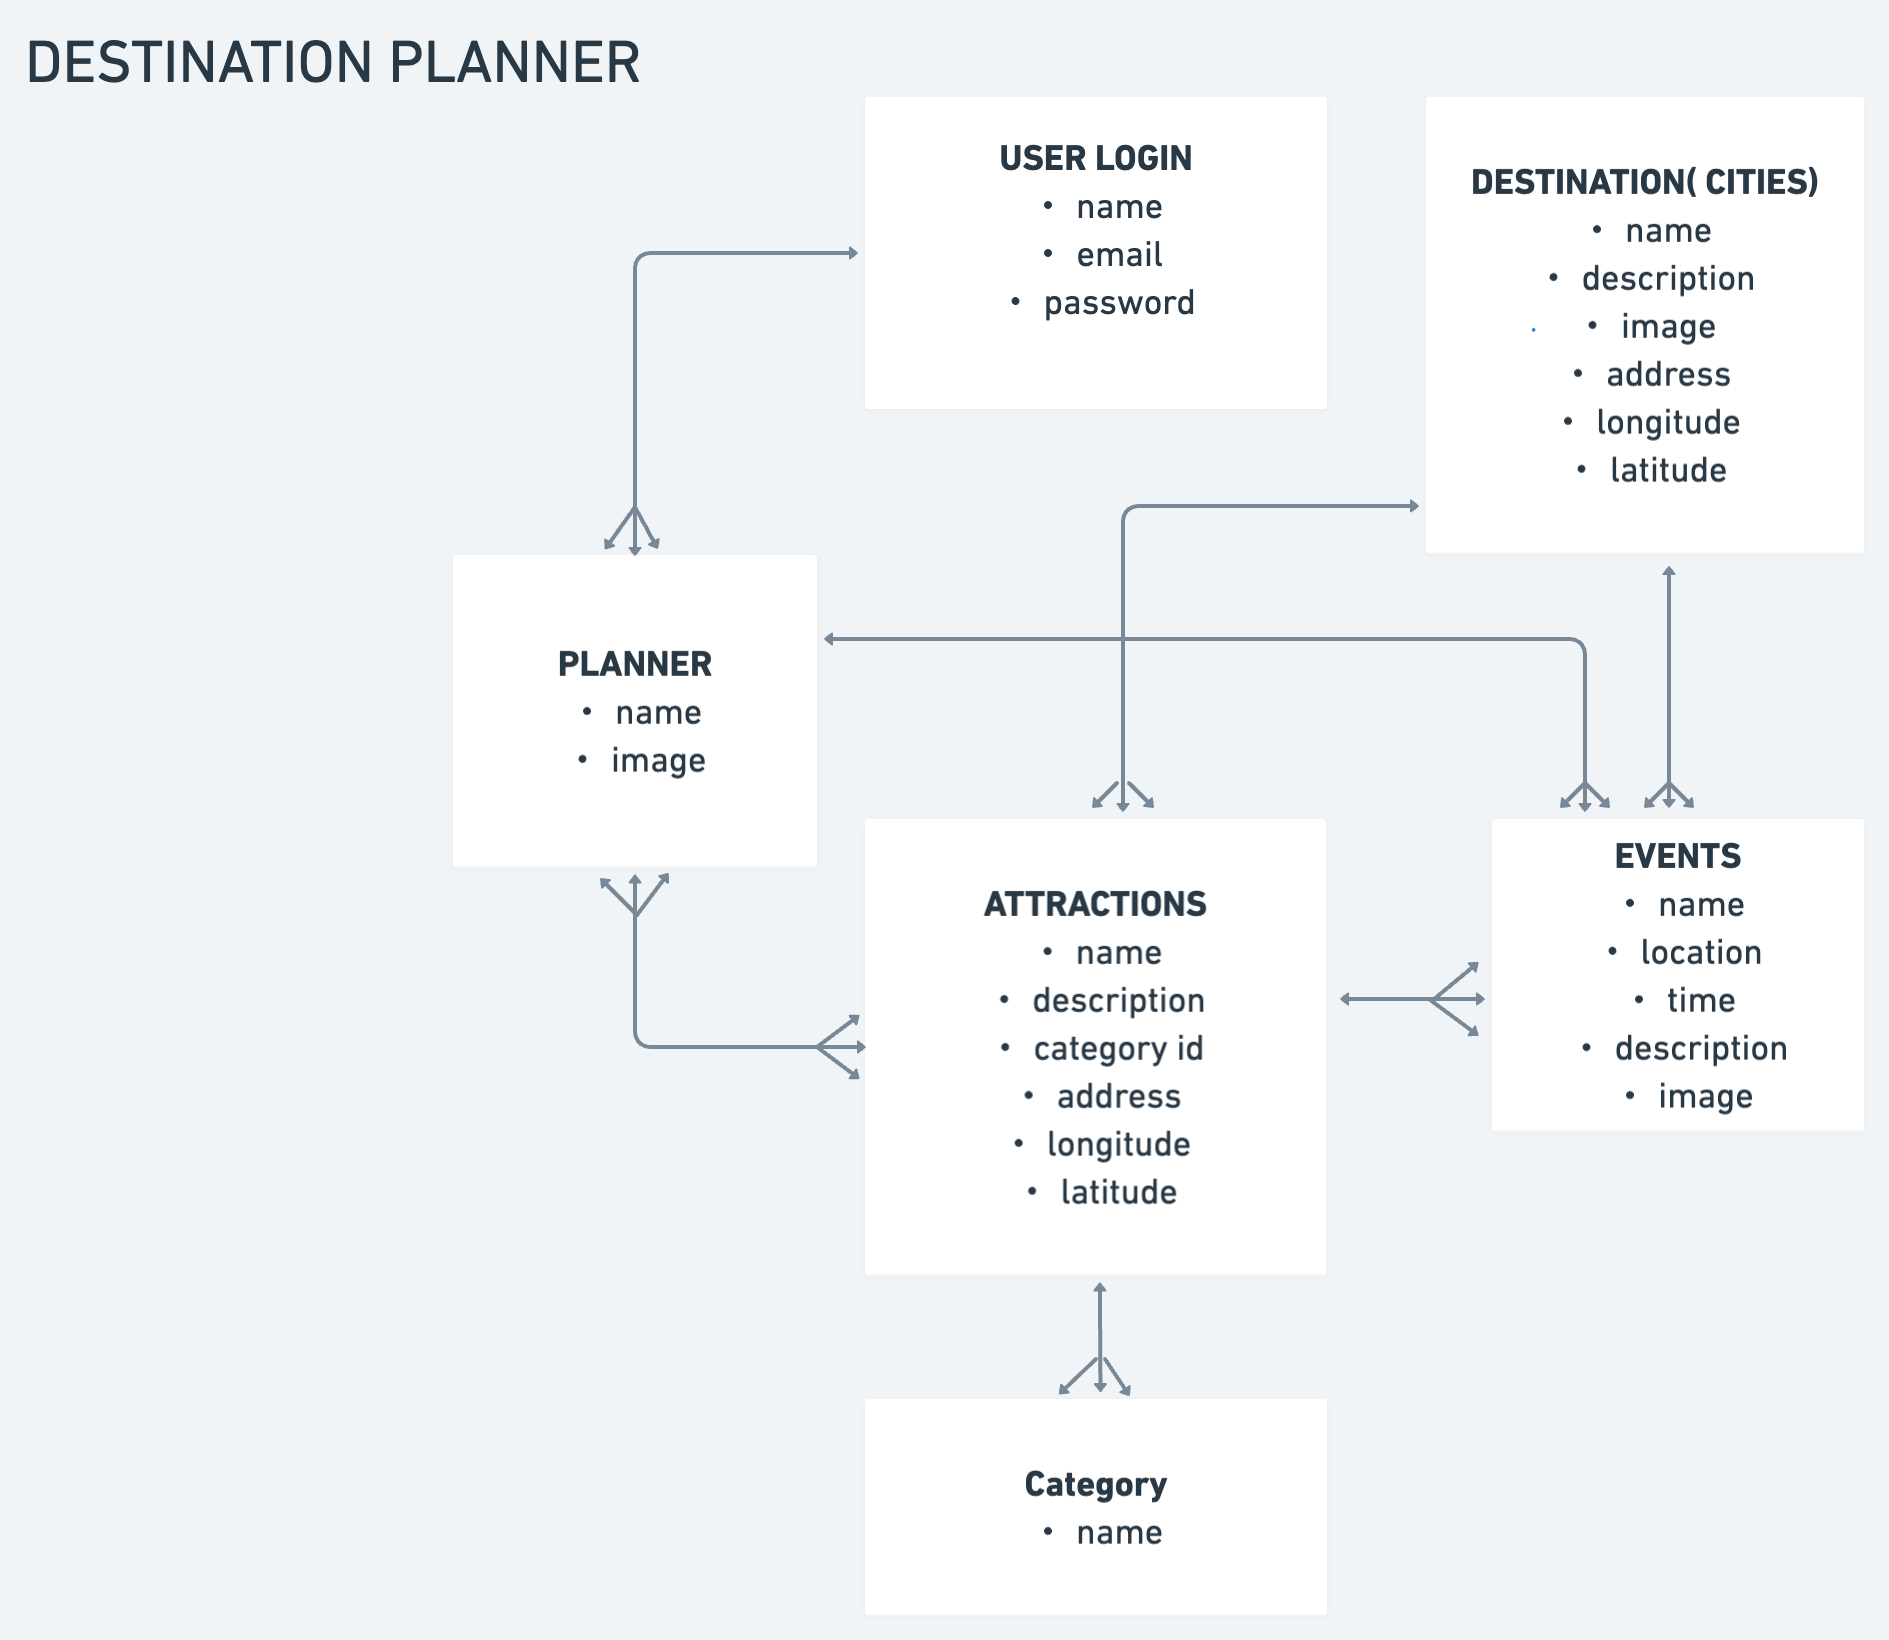 DESTINATION PLANNER
USER LOGIN
• name
• email
• password
DESTINATION( CITIES)
• name
• description
• image
• address
• longitude
• latitude
PLANNER
• name
• image
ATTRACTIONS
• name
• description
• category id
• address
• longitude
• latitude
EVENTS
• name
• location
• time
• description
• image
Category
• name